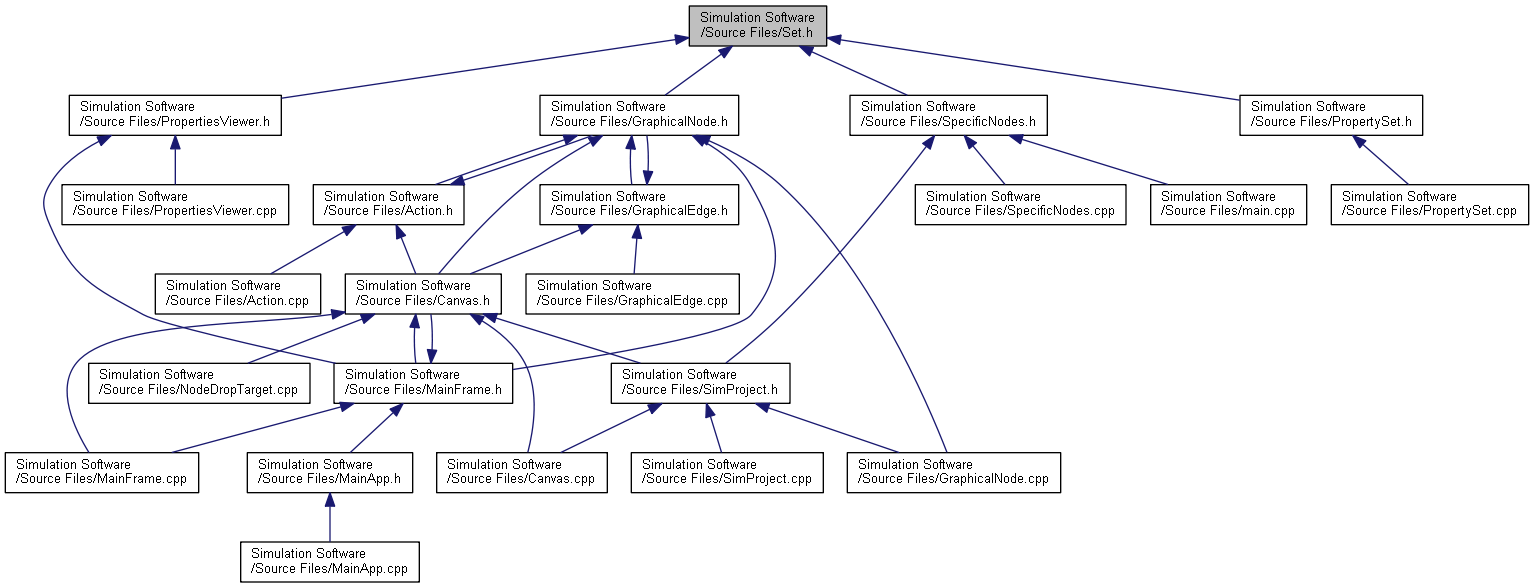 Simulation Software
/Source Files/Set.h
Simulation Software
/Source Files/PropertiesViewer.h
Simulation Software
/Source Files/GraphicalNode.h
Simulation Software
/Source Files/SpecificNodes.h
Simulation Software
/Source Files/PropertySet.h
Simulation Software
/Source Files/PropertiesViewer.cpp
Simulation Software
/Source Files/Action.h
Simulation Software
/Source Files/GraphicalEdge.h
Simulation Software
/Source Files/SpecificNodes.cpp
Simulation Software
/Source Files/main.cpp
Simulation Software
/Source Files/PropertySet.cpp
Simulation Software
/Source Files/Action.cpp
Simulation Software
/Source Files/Canvas.h
Simulation Software
/Source Files/GraphicalEdge.cpp
Simulation Software
/Source Files/NodeDropTarget.cpp
Simulation Software
/Source Files/MainFrame.h
Simulation Software
/Source Files/SimProject.h
Simulation Software
/Source Files/MainFrame.cpp
Simulation Software
/Source Files/MainApp.h
Simulation Software
/Source Files/Canvas.cpp
Simulation Software
/Source Files/SimProject.cpp
Simulation Software
/Source Files/GraphicalNode.cpp
Simulation Software
/Source Files/MainApp.cpp